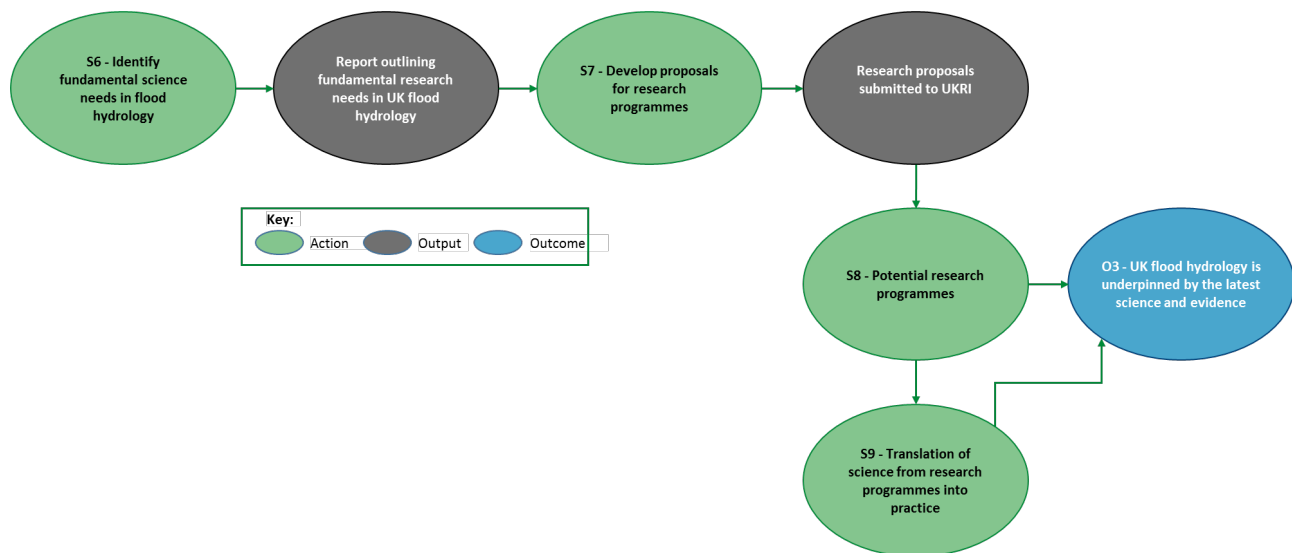 S6 - Identify
fundamental science
needs in flood
hydrology
Report outlining
fundamental research
needs in UK flood
hydrology
S7 - Develop proposals
for research
programmes
Research proposals
submitted to UKRI
Key:
Action
Output
Outcome
S8 - Potential research
programmes
O3 - UK flood hydrology is
underpinned by the latest
science and evidence
S9 - Translation of
science from research
programmes into
practice